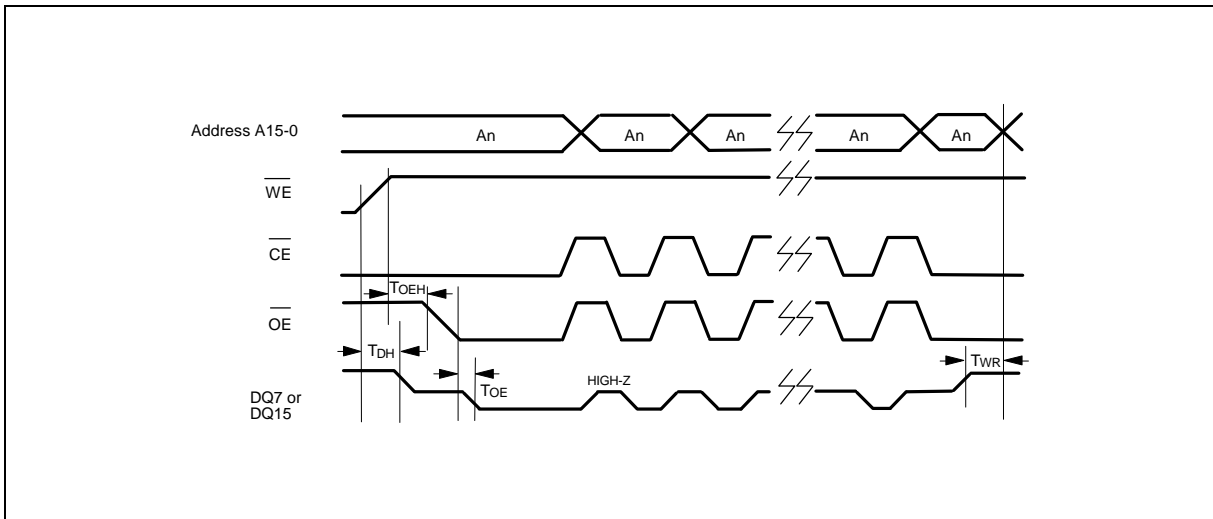 Address A15-0
An An An An An
WE
CE
TOEH
OE
TDH
TWR
TOE
HIGH-Z
DQ7 or
DQ15